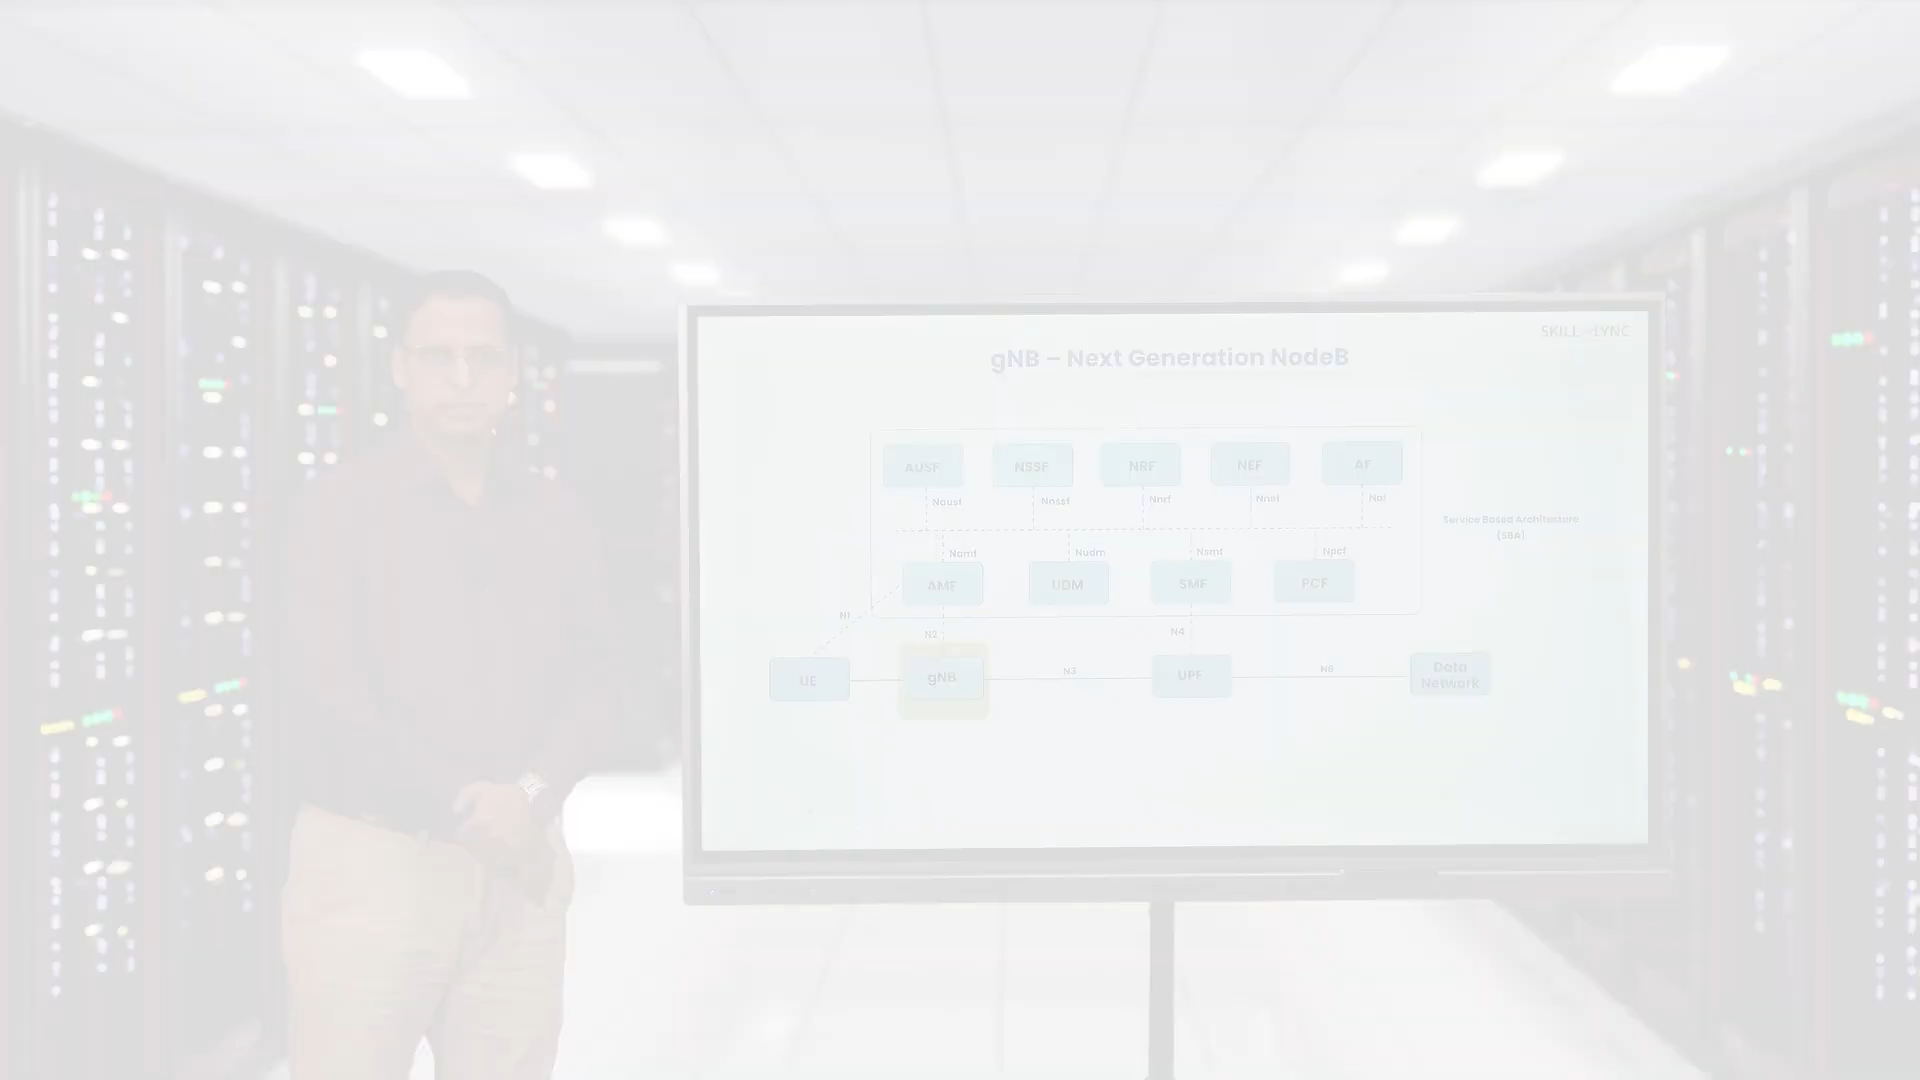 SKILL LYNC
gNB – Next Generation NodeB
AUSF
NSSF
NRF
NEF
AF
Nausf
Nnssf
Nnrf
Nnef
Naf
Service Based Architecture
(SBA)
Namf
Nudm
Nsmf
Npcf
AMF
UDM
SMF
PCF
N1
N2
N4
UE
gNB
N3
UPF
N6
Data
Network